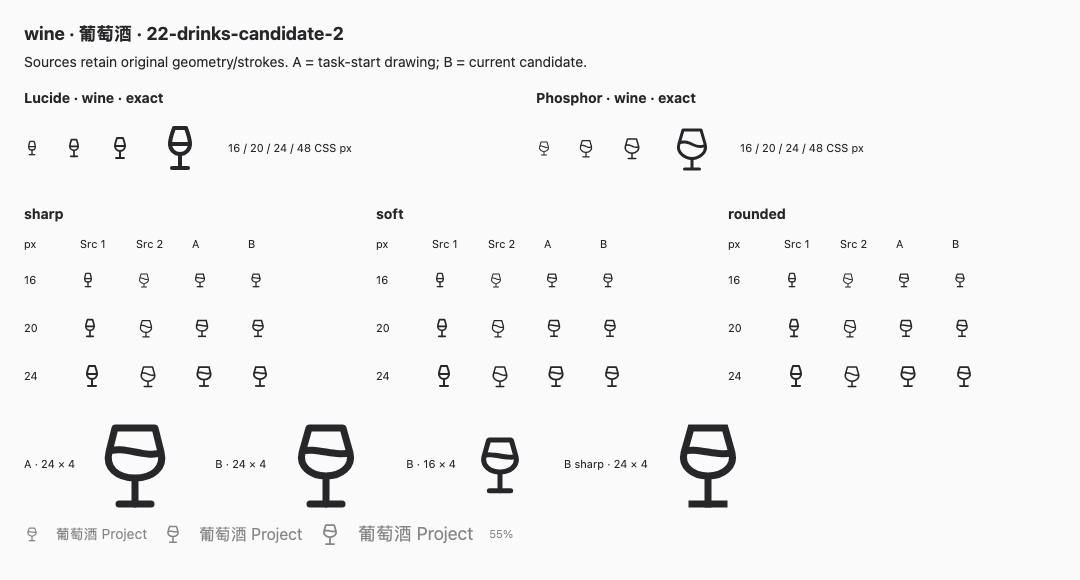 wine · 葡萄酒 · 22-drinks-candidate-2
Sources retain original geometry/strokes. A = task-start drawing; B = current candidate.
Lucide · wine · exact
Phosphor · wine · exact
16 / 20 / 24 / 48 CSS px
16 / 20 / 24 / 48 CSS px
sharp
soft
rounded
px Src 1 Src 2 A B
px Src 1 Src 2 A B
px Src 1 Src 2 A B
16
16
16
20
20
20
24
24
24
A · 24 × 4
B · 24 × 4
B · 16 × 4
B sharp · 24 × 4
葡萄酒 Project
葡萄酒 Project
葡萄酒 Project
55%